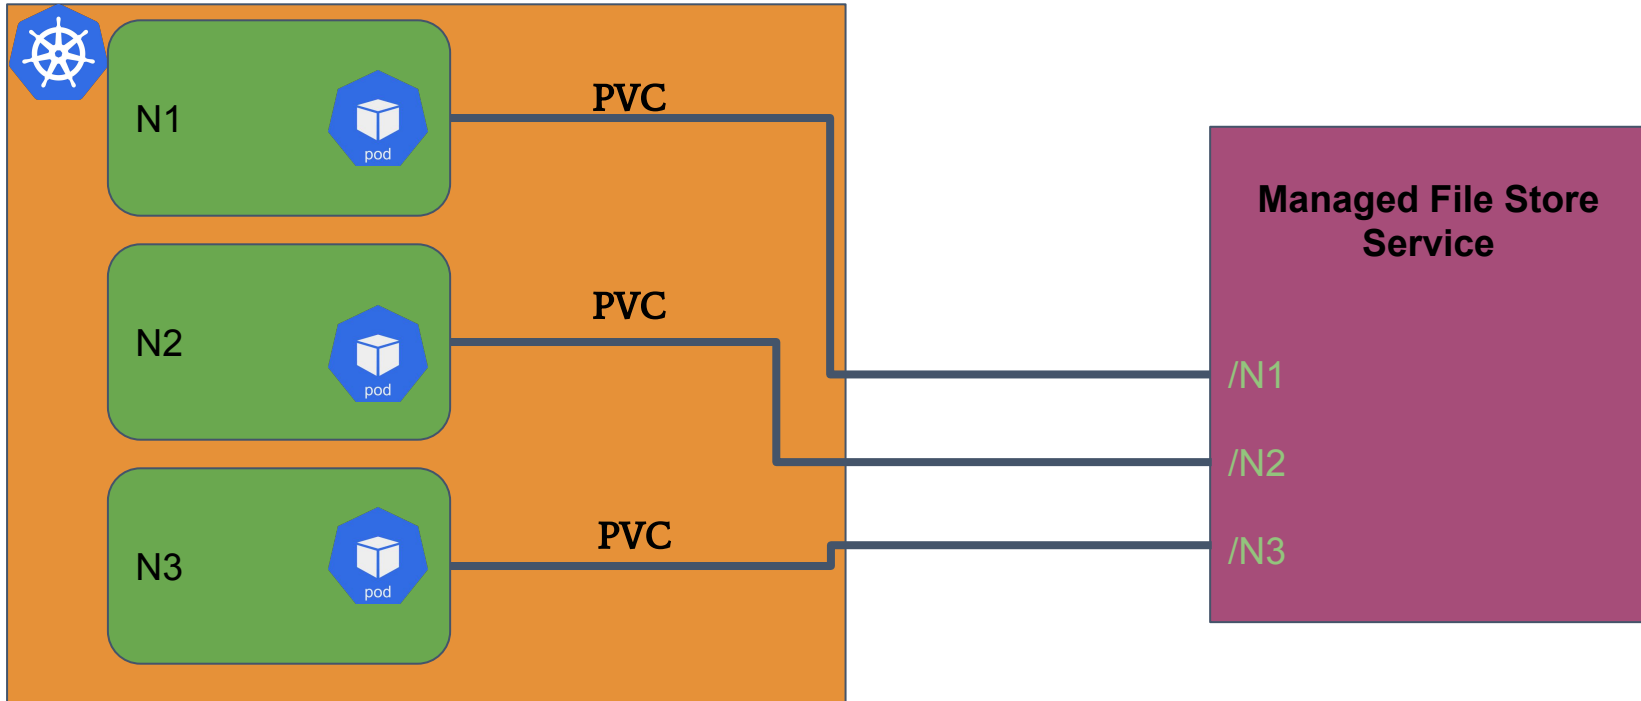 N1
pod
PVC
N2
pod
PVC
N3
pod
PVC
Managed File Store
Service
/N1
/N2
/N3